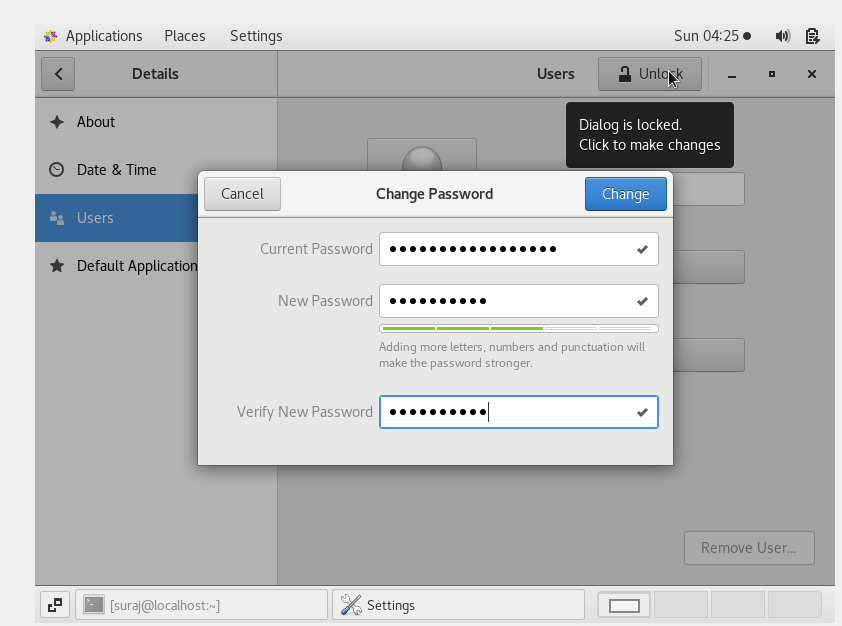 Applications Places Settings Sun 04:25
Details Users Unlock
Dialog is locked.
Click to make changes
About
Date & Time
Users
Default Application
Cancel Change Password Change
Current Password
New Password
Adding more letters, numbers and punctuation will
make the password stronger.
Verify New Password
Remove User...
[suraj@localhost:~] Settings